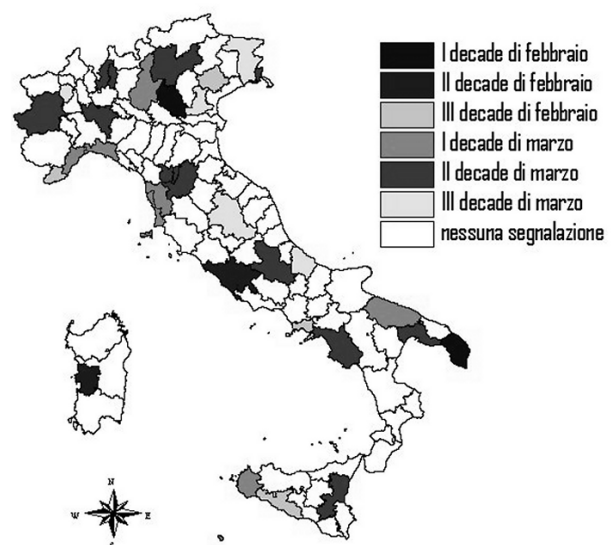 I decade di febbraio
II decade di febbraio
III decade di febbraio
I decade di marzo
II decade di marzo
III decade di marzo
nessuna segnalazione
N
W E
S